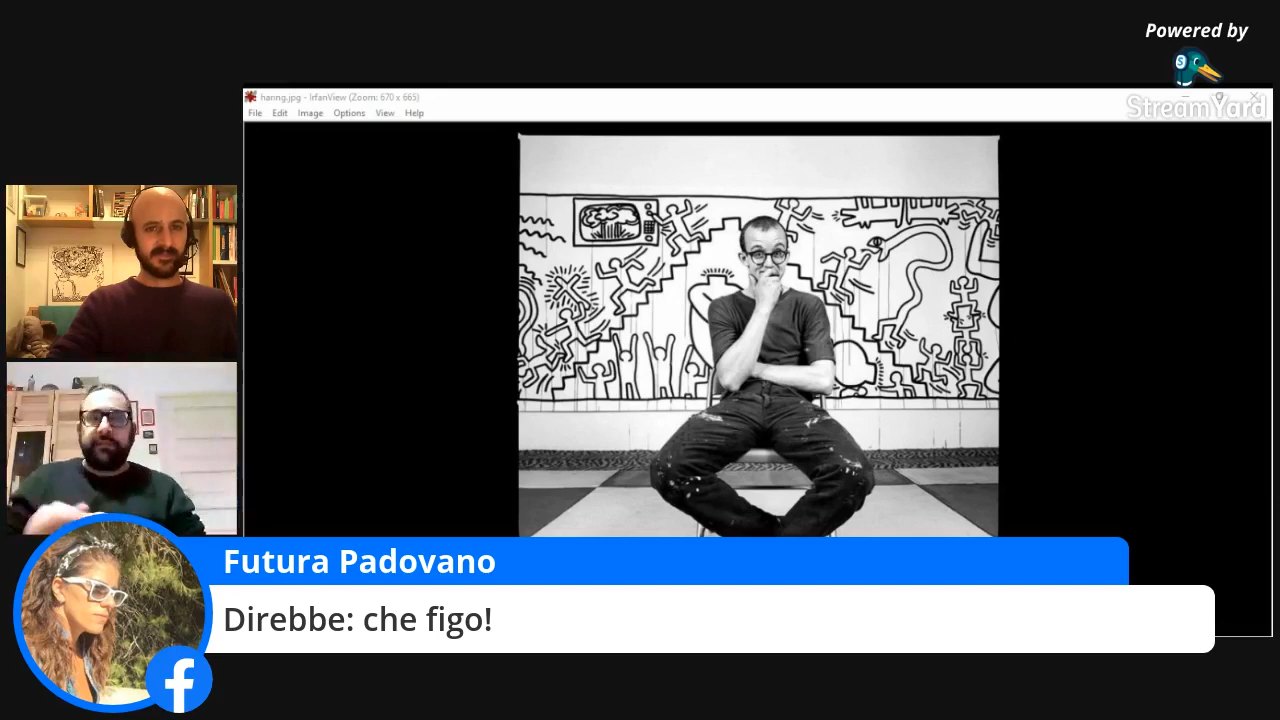 Powered by
StreamYard
haring.jpg - IrfanView (Zoom: 670 x 665)
File Edit Image Options View Help
Futura Padovano
Direbbe: che figo!